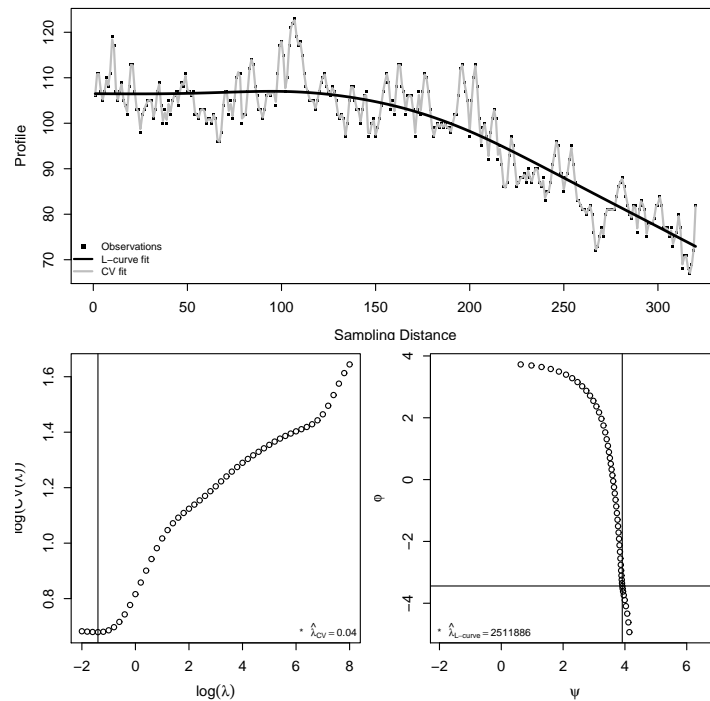 120
110
100
90
80
70
Profile
Observations
L−curve fit
CV fit
0 50 100 150 200 250 300
Sampling Distance
1.6
1.4
1.2
1.0
0.8
log(CV(λ))
* λ̂CV = 0.04
−2 0 2 4 6 8
log(λ)
4
2
0
−2
−4
φ
* λ̂L−curve = 2511886
−2 0 2 4 6
ψ